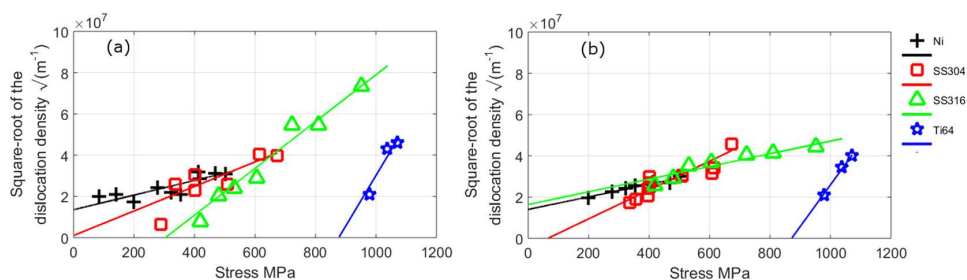 ×10⁷
10
8
6
4
2
0
(a)
Square-root of the
dislocation density √(m⁻¹)
0 200 400 600 800 1000 1200
Stress MPa
×10⁷
10
8
6
4
2
0
(b)
Square-root of the
dislocation density √(m⁻¹)
0 200 400 600 800 1000 1200
Stress MPa
Ni
SS304
SS316
Ti64